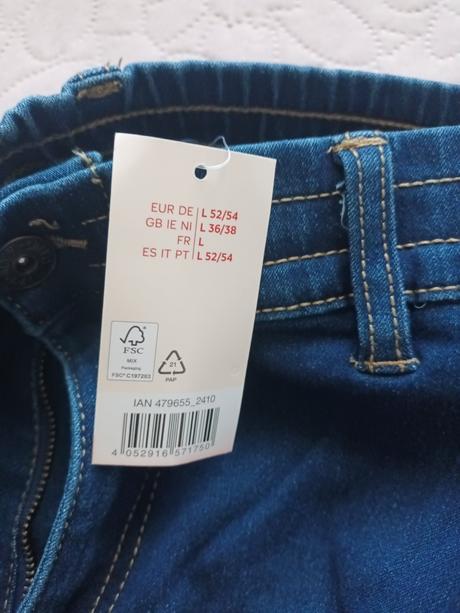 EUR DE L 52/54
GB IE NI L 36/38
FR L
ES IT PT L 52/54
FSC
MIX
Packaging
FSC® C197283
21
PAP
IAN 479655_2410
4 052916 571750